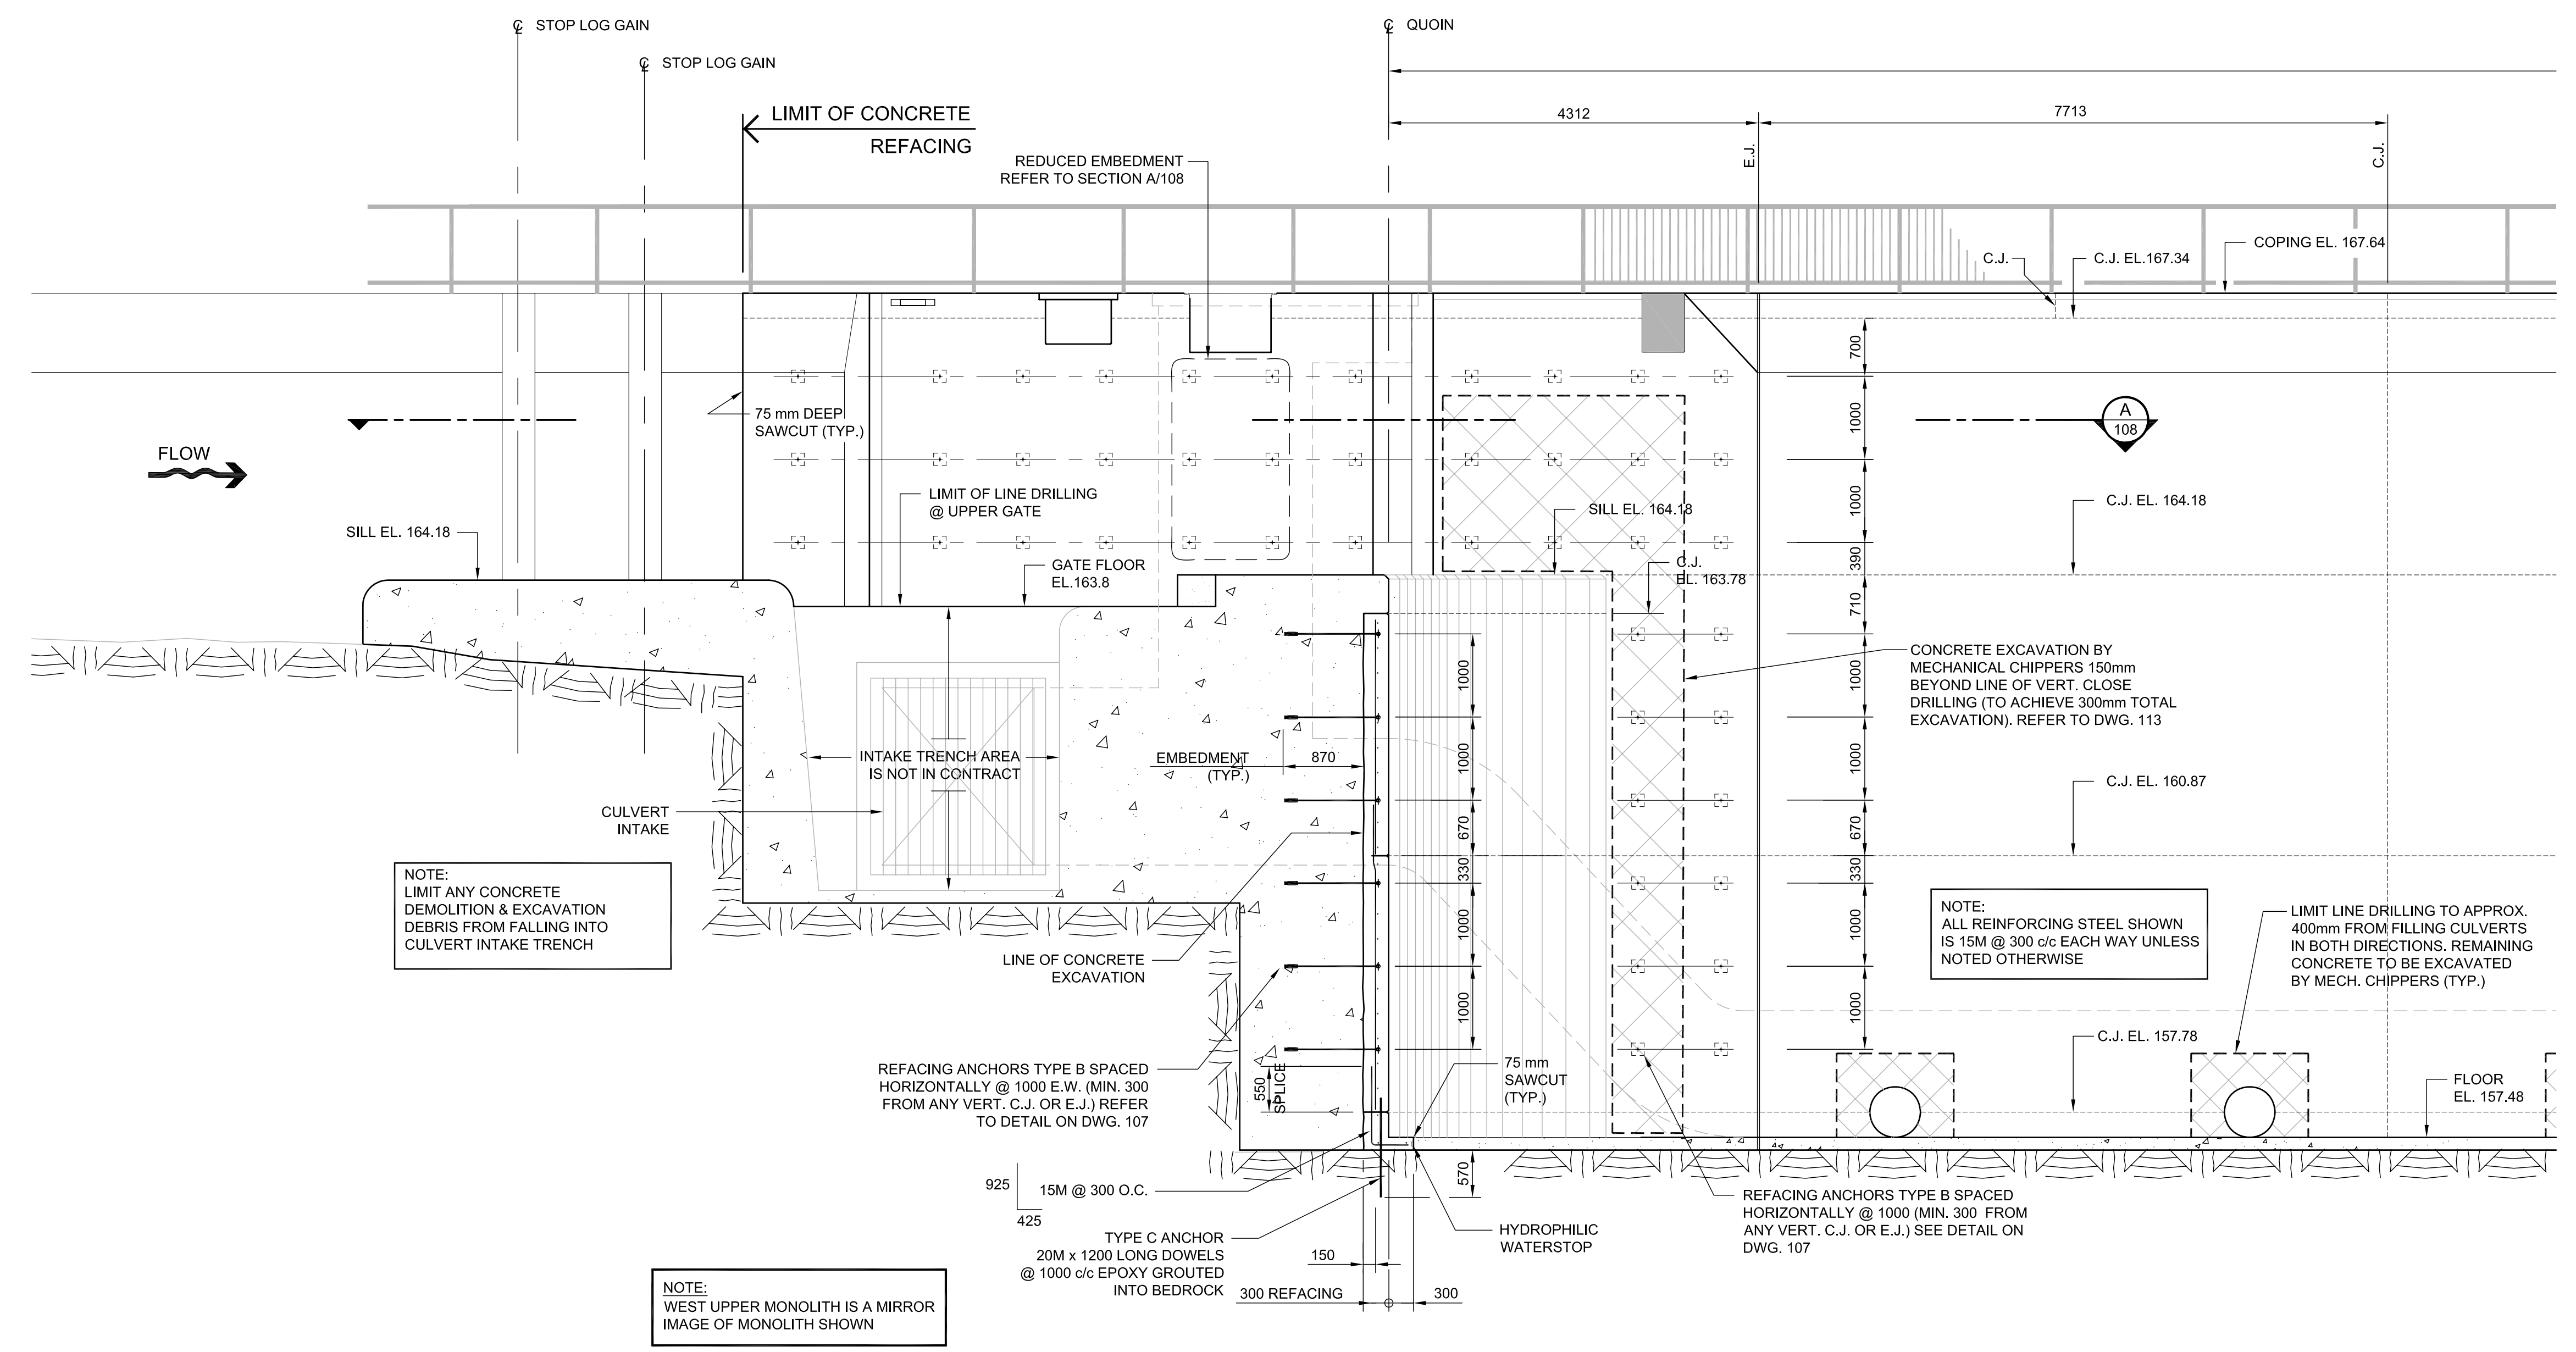 ℄ STOP LOG GAIN
℄ STOP LOG GAIN
℄ QUOIN
LIMIT OF CONCRETE
REFACING
4312
7713
E.J.
C.J.
REDUCED EMBEDMENT
REFER TO SECTION A/108
COPING EL. 167.64
C.J.
C.J. EL.167.34
700
1000
1000
390
710
1000
1000
670
330
1000
1000
75 mm DEEP
SAWCUT (TYP.)
A
108
FLOW
LIMIT OF LINE DRILLING
@ UPPER GATE
SILL EL. 164.18
SILL EL. 164.18
C.J. EL. 164.18
GATE FLOOR
EL.163.8
C.J.
EL. 163.78
CONCRETE EXCAVATION BY
MECHANICAL CHIPPERS 150mm
BEYOND LINE OF VERT. CLOSE
DRILLING (TO ACHIEVE 300mm TOTAL
EXCAVATION). REFER TO DWG. 113
1000
1000
670
330
1000
1000
INTAKE TRENCH AREA
IS NOT IN CONTRACT
EMBEDMENT
(TYP.)
870
C.J. EL. 160.87
CULVERT
INTAKE
NOTE:
LIMIT ANY CONCRETE
DEMOLITION & EXCAVATION
DEBRIS FROM FALLING INTO
CULVERT INTAKE TRENCH
NOTE:
ALL REINFORCING STEEL SHOWN
IS 15M @ 300 c/c EACH WAY UNLESS
NOTED OTHERWISE
LIMIT LINE DRILLING TO APPROX.
400mm FROM FILLING CULVERTS
IN BOTH DIRECTIONS. REMAINING
CONCRETE TO BE EXCAVATED
BY MECH. CHIPPERS (TYP.)
LINE OF CONCRETE
EXCAVATION
C.J. EL. 157.78
REFACING ANCHORS TYPE B SPACED
HORIZONTALLY @ 1000 E.W. (MIN. 300
FROM ANY VERT. C.J. OR E.J.) REFER
TO DETAIL ON DWG. 107
550
SPLICE
75 mm
SAWCUT
(TYP.)
FLOOR
EL. 157.48
570
925
425
15M @ 300 O.C.
REFACING ANCHORS TYPE B SPACED
HORIZONTALLY @ 1000 (MIN. 300 FROM
ANY VERT. C.J. OR E.J.) SEE DETAIL ON
DWG. 107
HYDROPHILIC
WATERSTOP
TYPE C ANCHOR
20M x 1200 LONG DOWELS
@ 1000 c/c EPOXY GROUTED
INTO BEDROCK
150
300 REFACING
300
NOTE:
WEST UPPER MONOLITH IS A MIRROR
IMAGE OF MONOLITH SHOWN